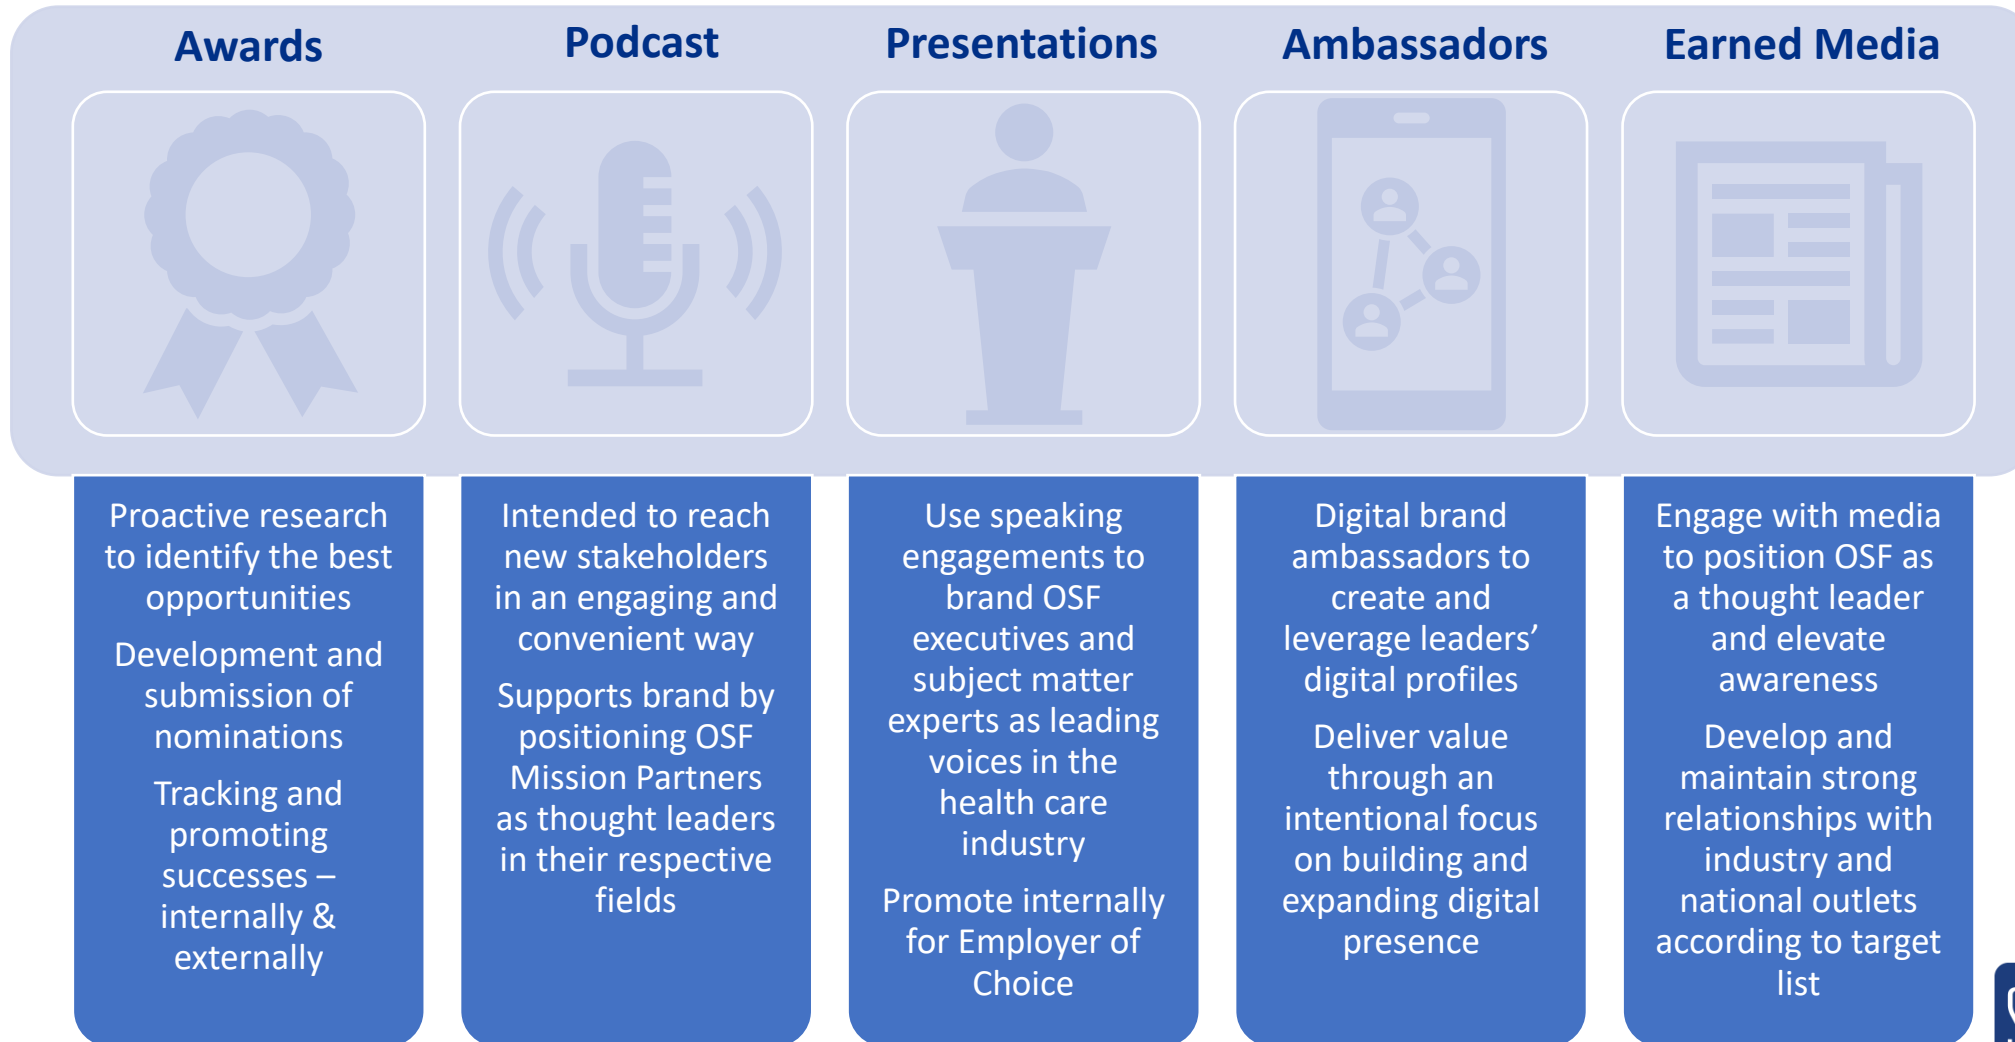 Awards
Podcast
Presentations
Ambassadors
Earned Media
Proactive research
to identify the best
opportunities
Development and
submission of
nominations
Tracking and
promoting
successes –
internally &
externally
Intended to reach
new stakeholders
in an engaging and
convenient way
Supports brand by
positioning OSF
Mission Partners
as thought leaders
in their respective
fields
Use speaking
engagements to
brand OSF
executives and
subject matter
experts as leading
voices in the
health care
industry
Promote internally
for Employer of
Choice
Digital brand
ambassadors to
create and
leverage leaders’
digital profiles
Deliver value
through an
intentional focus
on building and
expanding digital
presence
Engage with media
to position OSF as
a thought leader
and elevate
awareness
Develop and
maintain strong
relationships with
industry and
national outlets
according to target
list